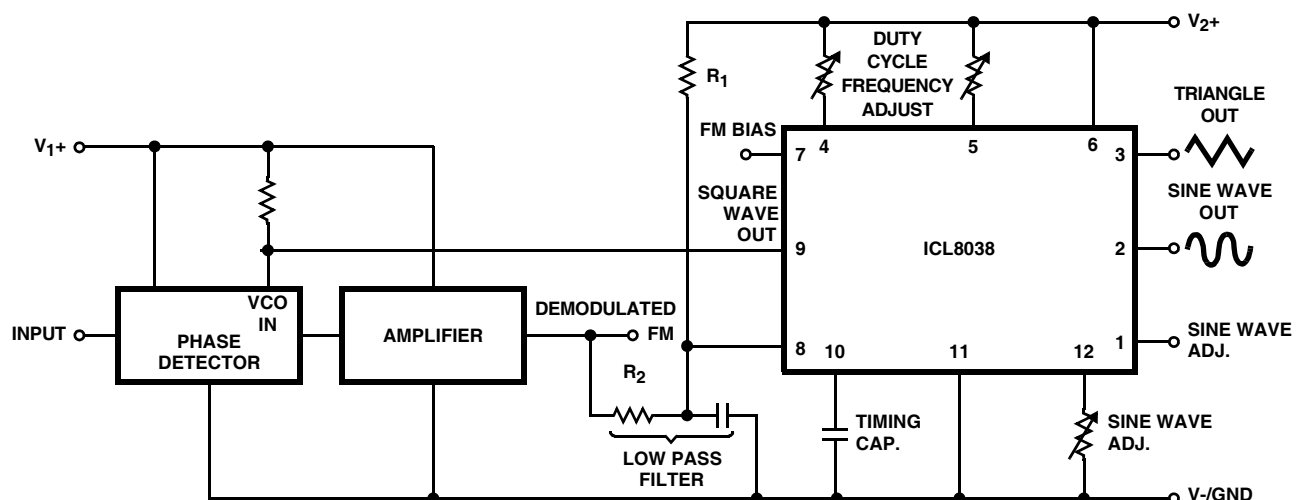 V2+
R1
DUTY
CYCLE
FREQUENCY
ADJUST
TRIANGLE
OUT
V1+
FM BIAS
7
4
5
6
3
SINE WAVE
OUT
SQUARE
WAVE
OUT
9
ICL8038
2
VCO
IN
INPUT
PHASE
DETECTOR
AMPLIFIER
DEMODULATED
FM
8
10
11
12
1
SINE WAVE
ADJ.
R2
TIMING
CAP.
SINE WAVE
ADJ.
LOW PASS
FILTER
V-/GND